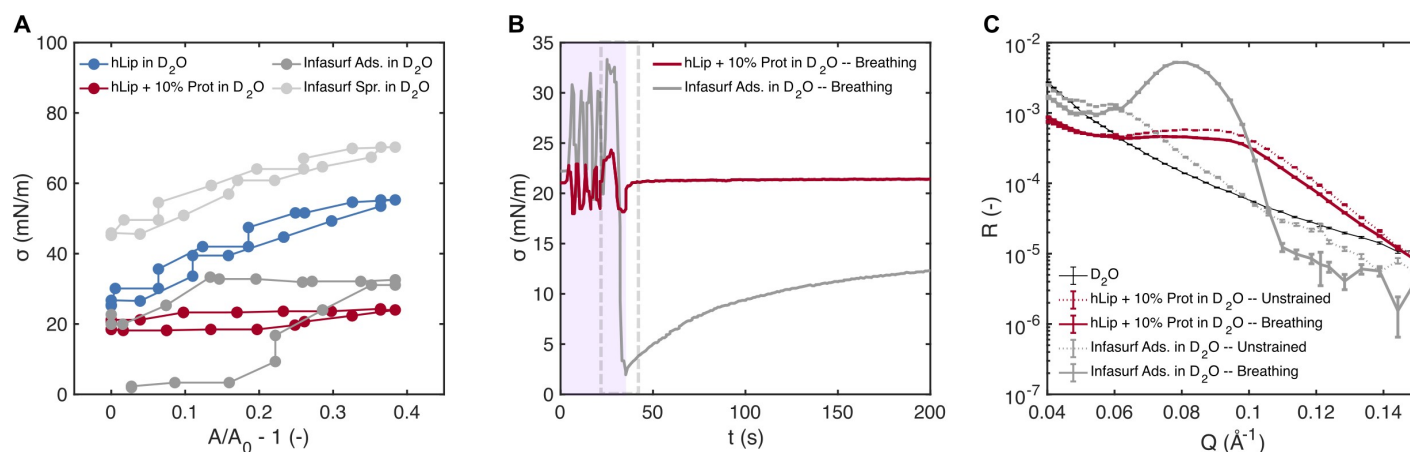 A
100
80
60
40
20
0
σ (mN/m)
hLip in D2O
hLip + 10% Prot in D2O
Infasurf Ads. in D2O
Infasurf Spr. in D2O
0 0.1 0.2 0.3 0.4
A/A0 - 1 (-)
B
35
30
25
20
15
10
5
0
σ (mN/m)
hLip + 10% Prot in D2O -- Breathing
Infasurf Ads. in D2O -- Breathing
0 50 100 150 200
t (s)
C
10-2
10-3
10-4
10-5
10-6
10-7
R (-)
D2O
hLip + 10% Prot in D2O -- Unstrained
hLip + 10% Prot in D2O -- Breathing
Infasurf Ads. in D2O -- Unstrained
Infasurf Ads. in D2O -- Breathing
0.04 0.06 0.08 0.1 0.12 0.14
Q (Å-1)